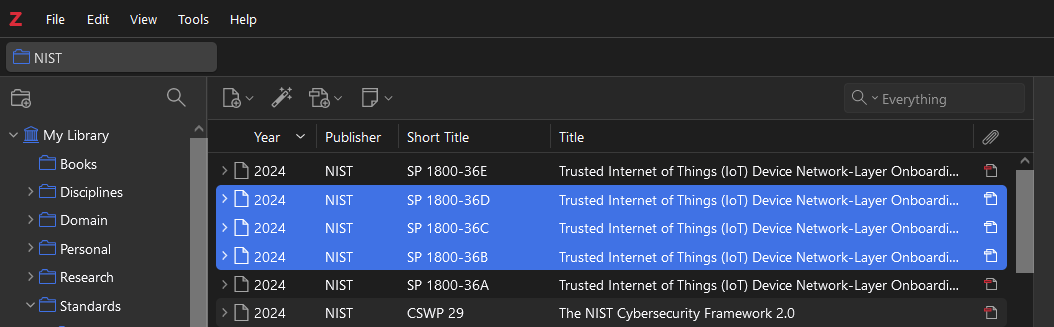 Z File Edit View Tools Help
NIST
Everything
Year Publisher Short Title Title
My Library
Books
Disciplines
Domain
Personal
Research
Standards
2024 NIST SP 1800-36E Trusted Internet of Things (IoT) Device Network-Layer Onboardi...
2024 NIST SP 1800-36D Trusted Internet of Things (IoT) Device Network-Layer Onboardi...
2024 NIST SP 1800-36C Trusted Internet of Things (IoT) Device Network-Layer Onboardi...
2024 NIST SP 1800-36B Trusted Internet of Things (IoT) Device Network-Layer Onboardi...
2024 NIST SP 1800-36A Trusted Internet of Things (IoT) Device Network-Layer Onboardi...
2024 NIST CSWP 29 The NIST Cybersecurity Framework 2.0